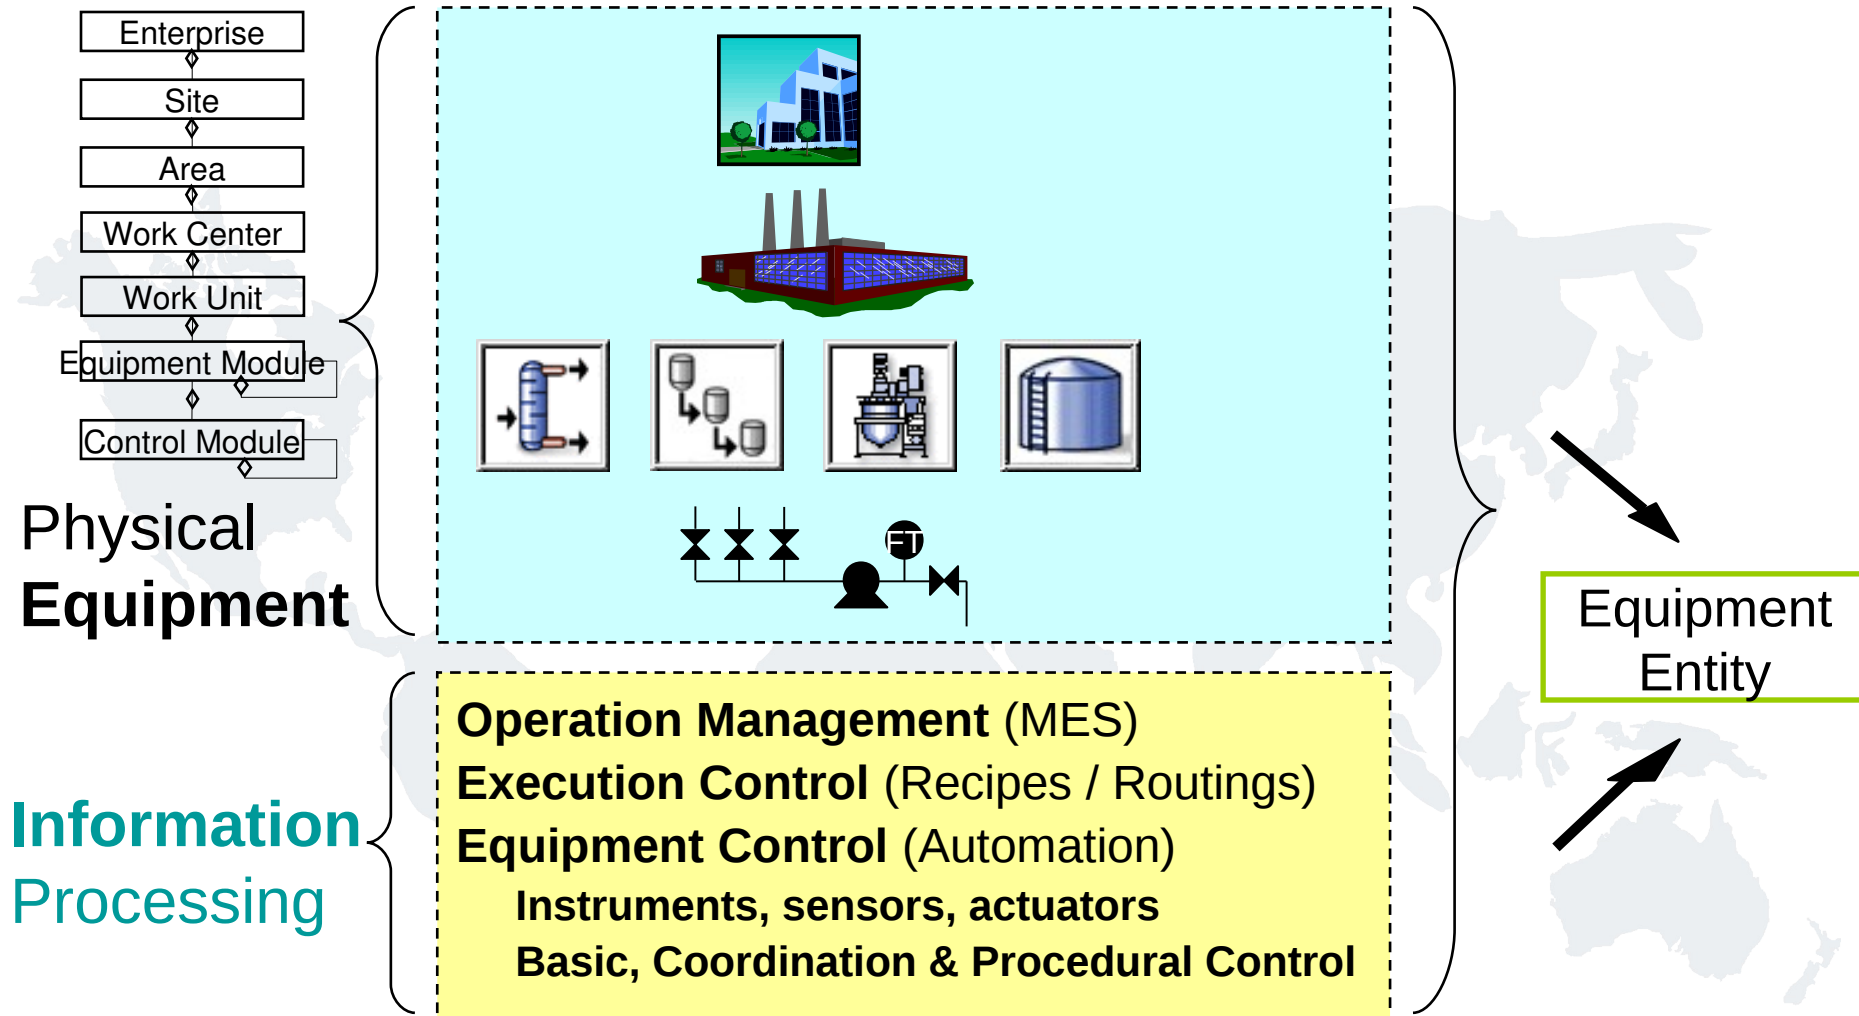 Enterprise
Site
Area
Work Center
Work Unit
Equipment Module
Control Module
Physical
Equipment
FT
Operation Management (MES)
Execution Control (Recipes / Routings)
Equipment Control (Automation)
Instruments, sensors, actuators
Basic, Coordination & Procedural Control
Information
Processing
Equipment
Entity